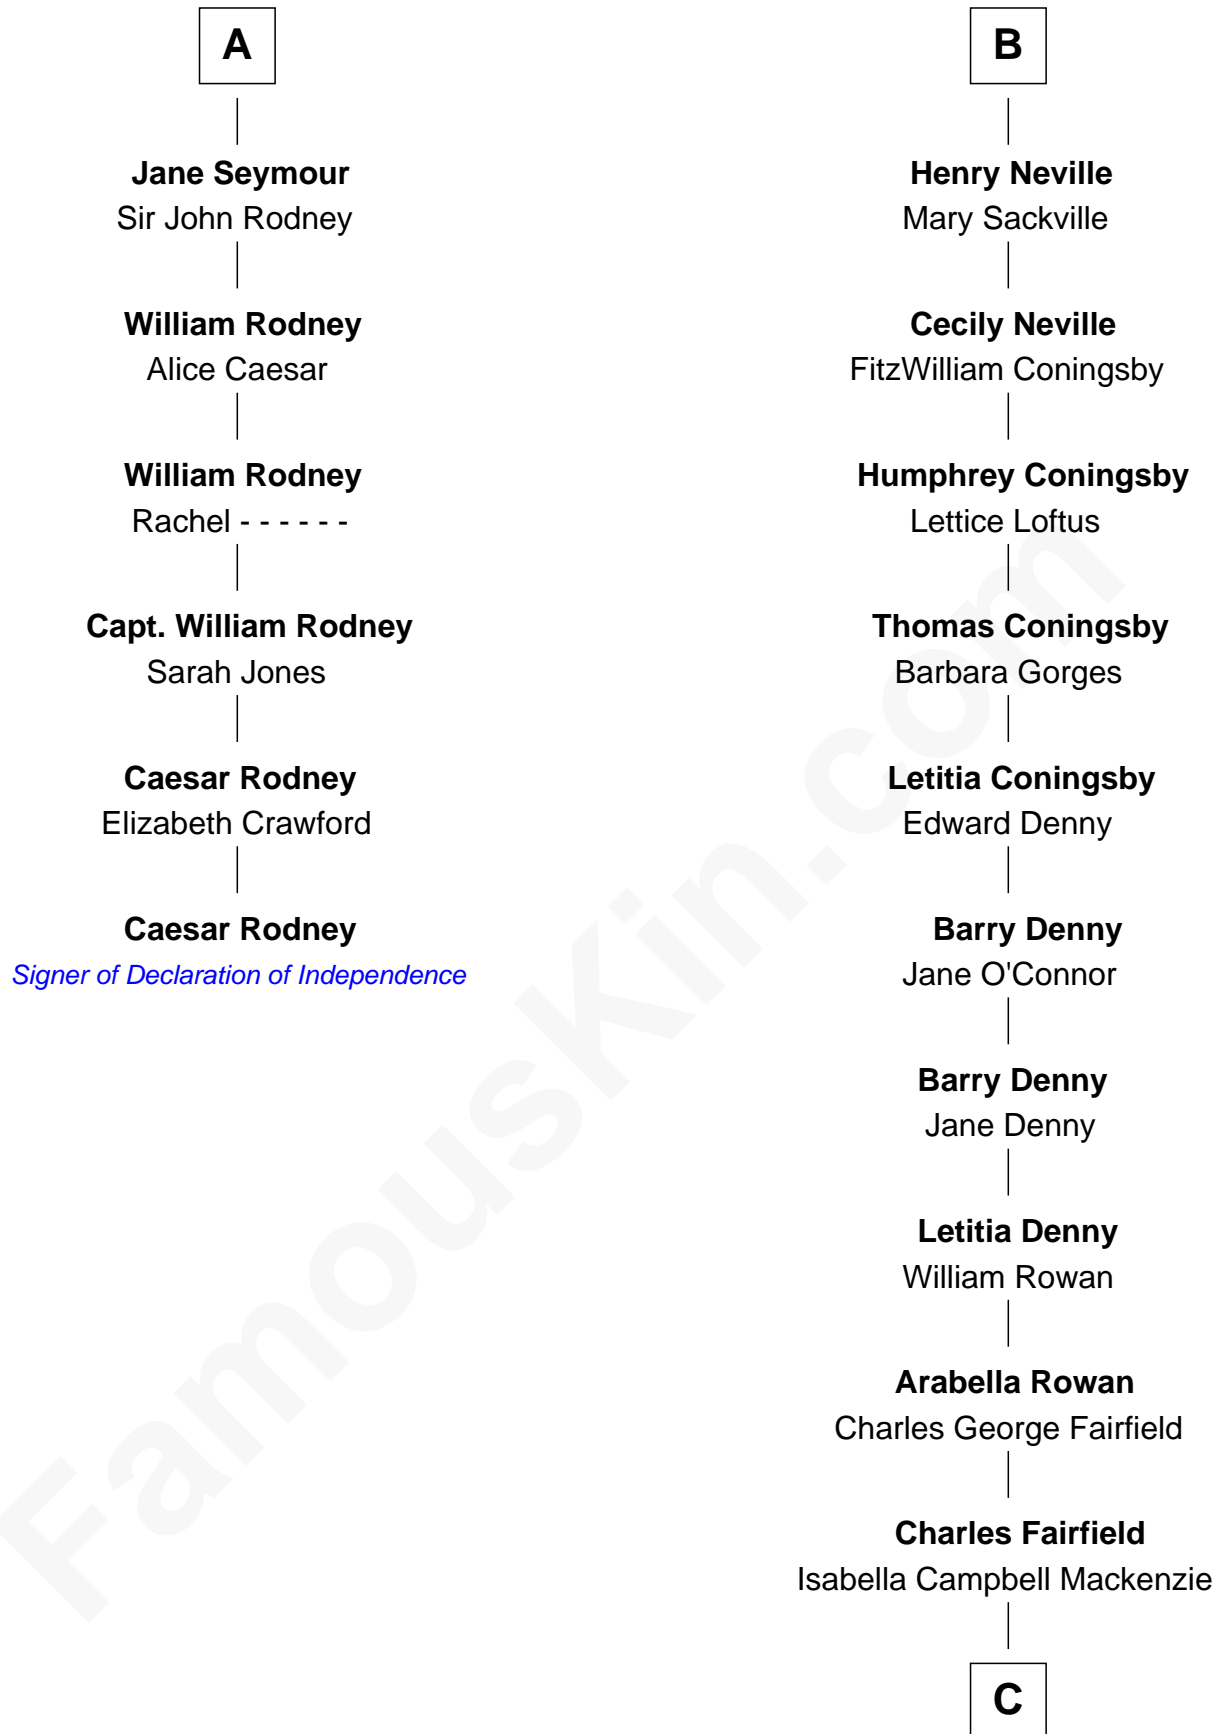 A
Jane Seymour
Sir John Rodney
William Rodney
Alice Caesar
William Rodney
Rachel - - - - - -
Capt. William Rodney
Sarah Jones
Caesar Rodney
Elizabeth Crawford
Caesar Rodney
Signer of Declaration of Independence
B
Henry Neville
Mary Sackville
Cecily Neville
FitzWilliam Coningsby
Humphrey Coningsby
Lettice Loftus
Thomas Coningsby
Barbara Gorges
Letitia Coningsby
Edward Denny
Barry Denny
Jane O'Connor
Barry Denny
Jane Denny
Letitia Denny
William Rowan
Arabella Rowan
Charles George Fairfield
Charles Fairfield
Isabella Campbell Mackenzie
C
FamousKin.com